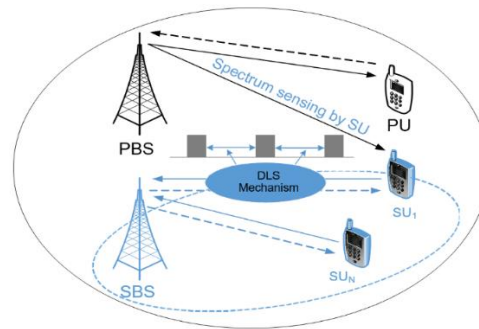 Spectrum sensing by SU
PBS
PU
DLS
Mechanism
SU1
SUN
SBS